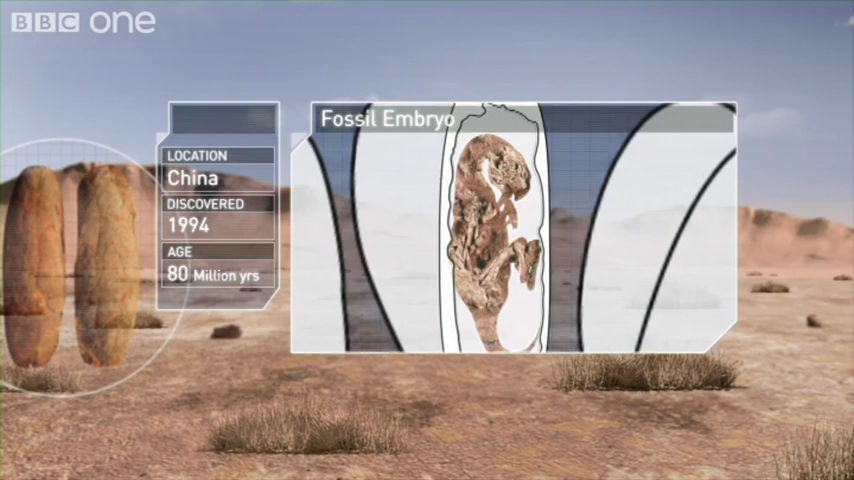 BBC one
Fossil Embryo
LOCATION
China
DISCOVERED
1994
AGE
80 Million yrs